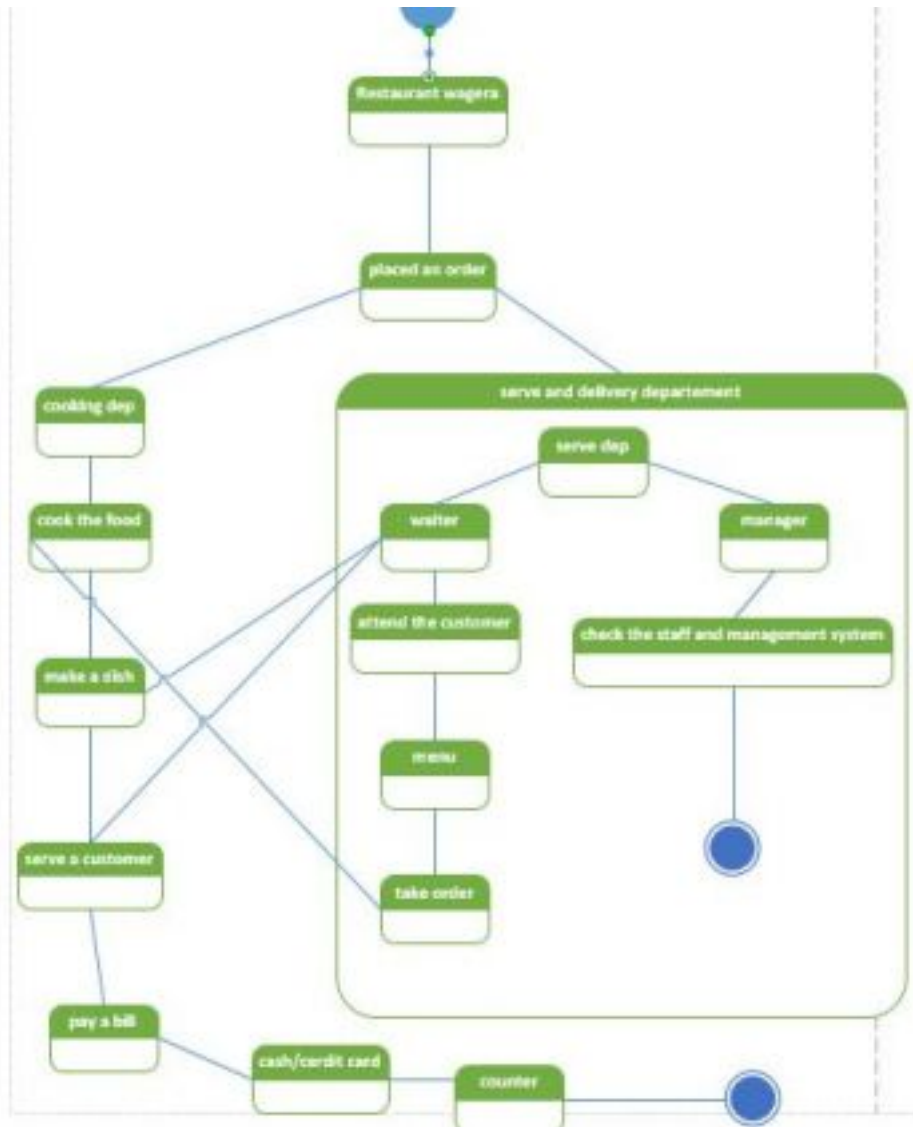 Restaurant wagera
placed an order
cooking dep
serve and delivery departement
serve dep
cook the food
waiter
manager
attend the customer
check the staff and management system
make a dish
menu
serve a customer
take order
pay a bill
cash/cerdit card
counter